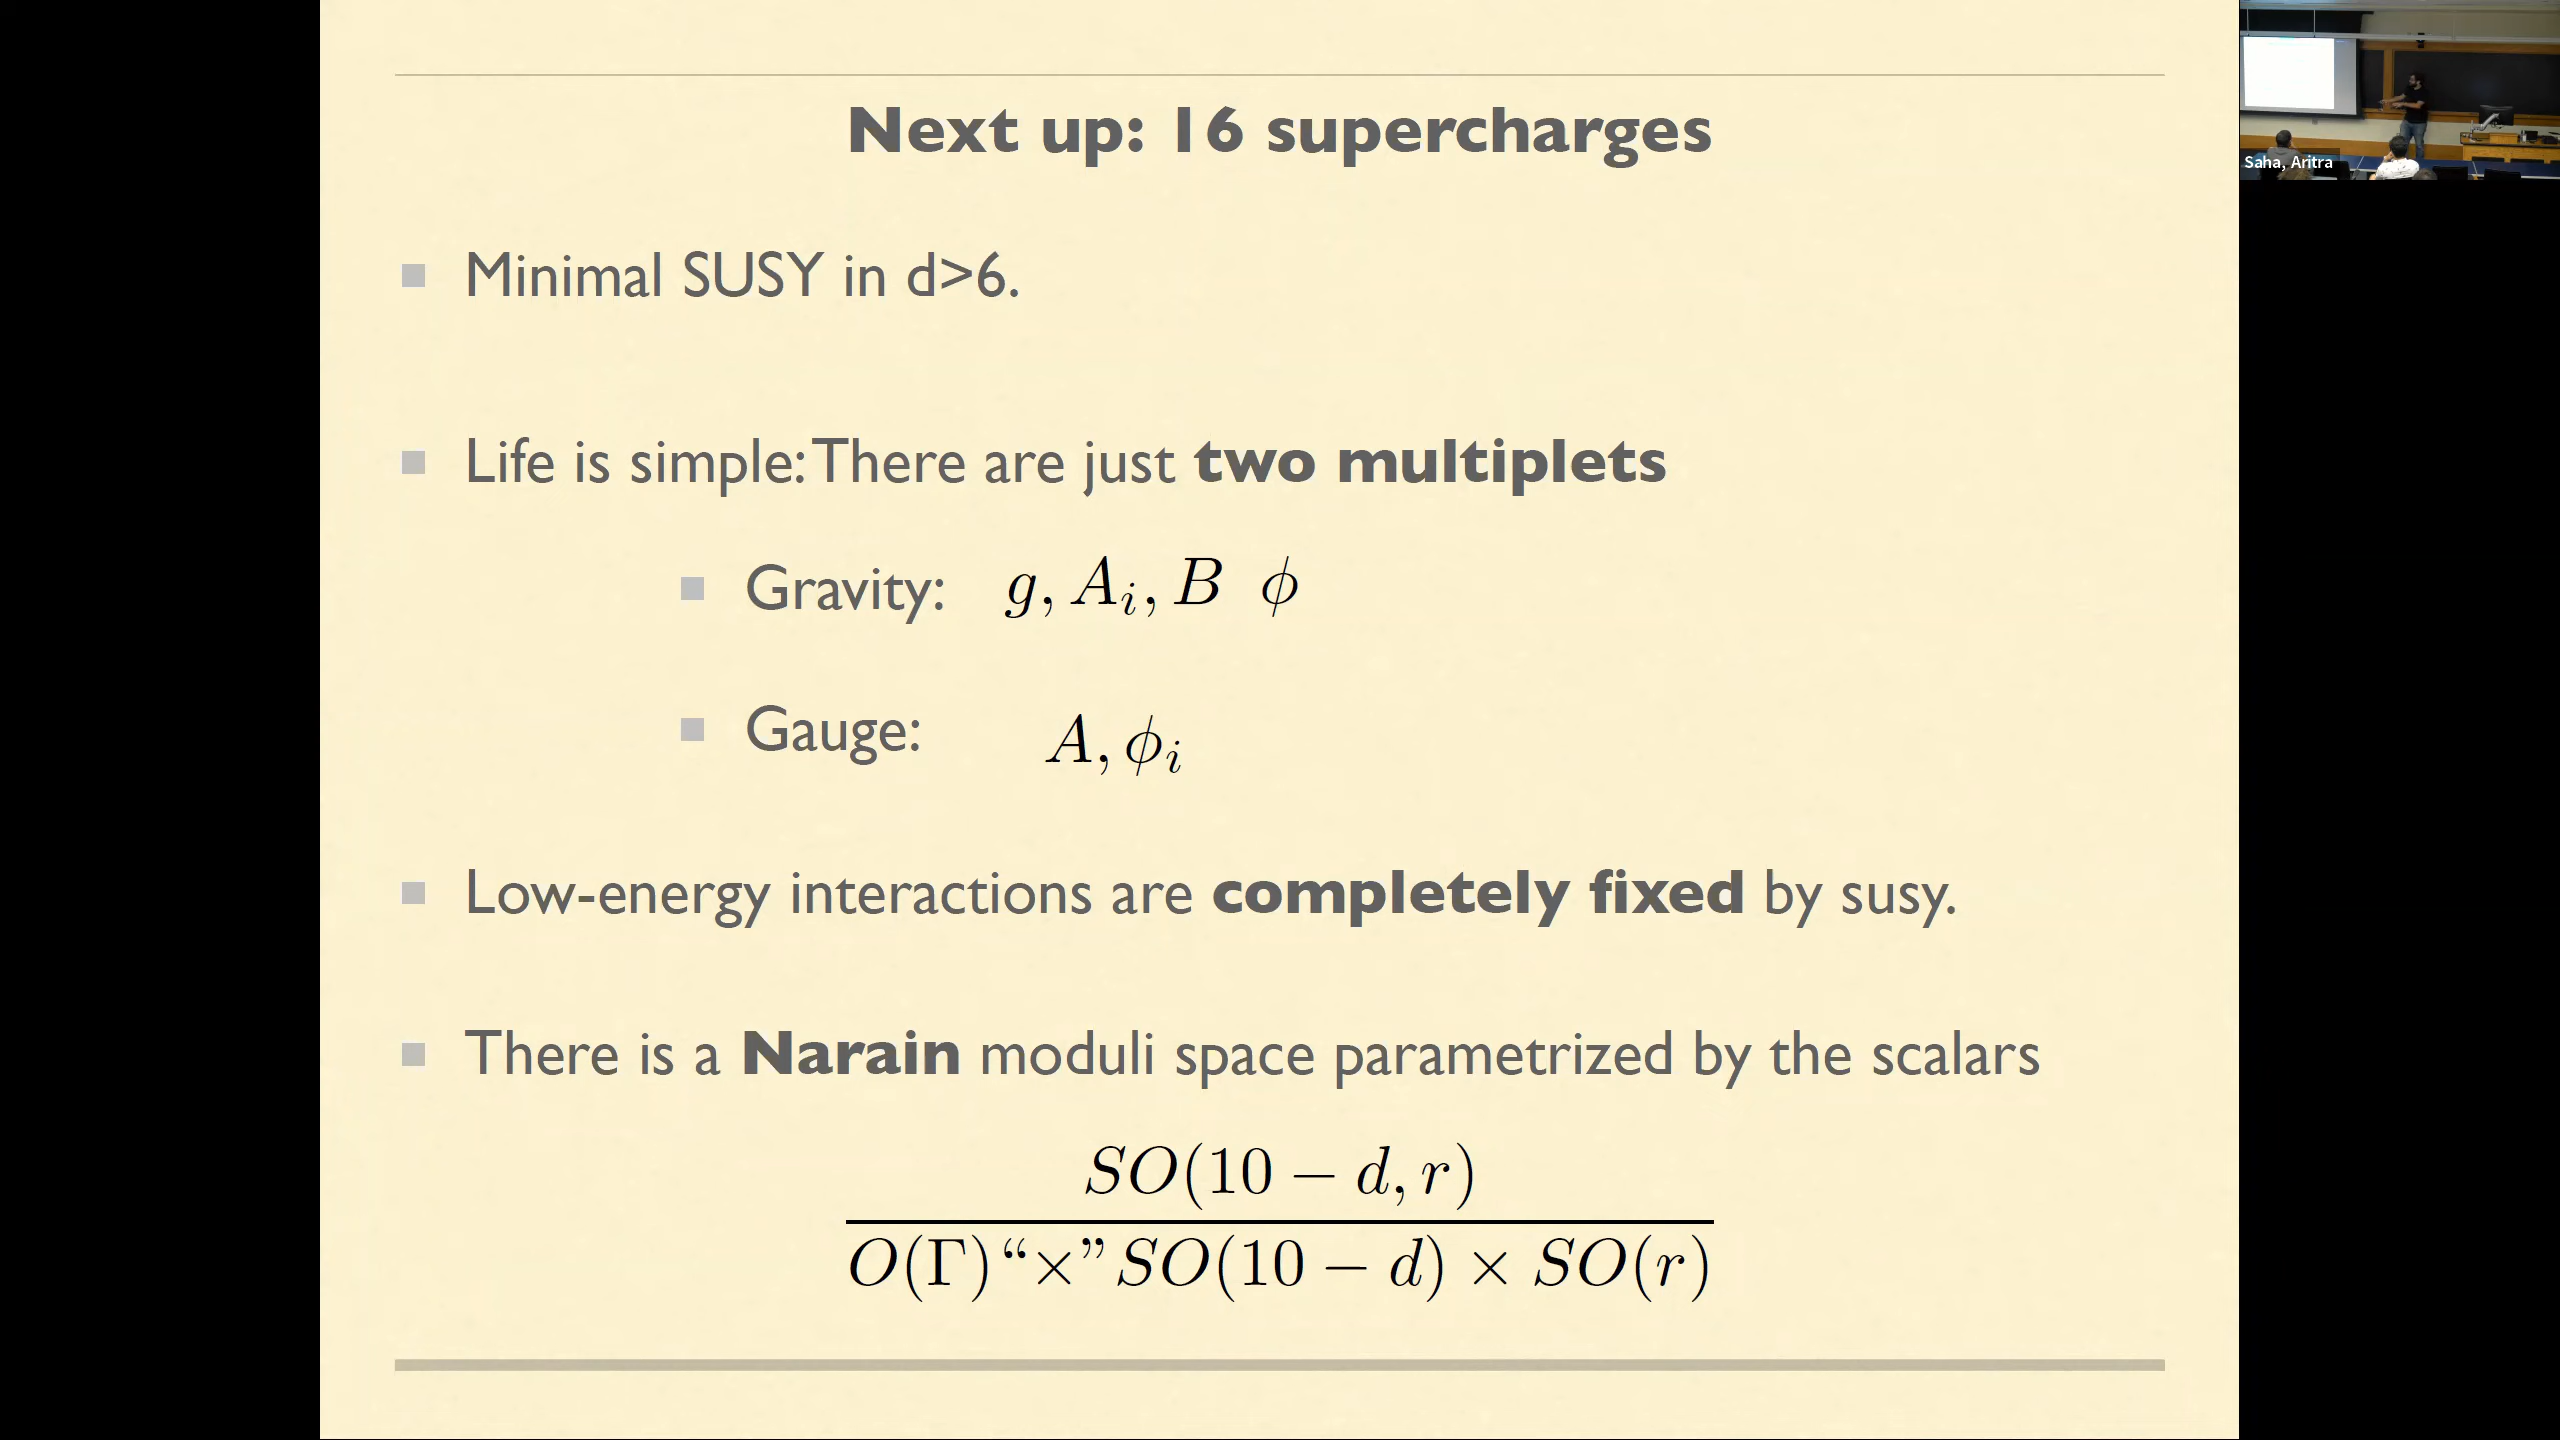 Next up: 16 supercharges
Minimal SUSY in d>6.
Life is simple: There are just two multiplets
Gravity: g, A_i, B ϕ
Gauge: A, ϕ_i
Low-energy interactions are completely fixed by susy.
There is a Narain moduli space parametrized by the scalars
SO(10 − d, r)
O(Γ) “×” SO(10 − d) × SO(r)
Saha, Aritra